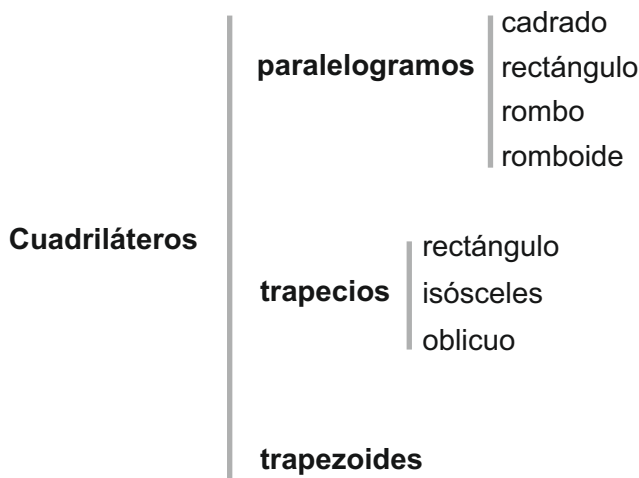 Cuadriláteros
paralelogramos
cadrado
rectángulo
rombo
romboide
trapecios
rectángulo
isósceles
oblicuo
trapezoides